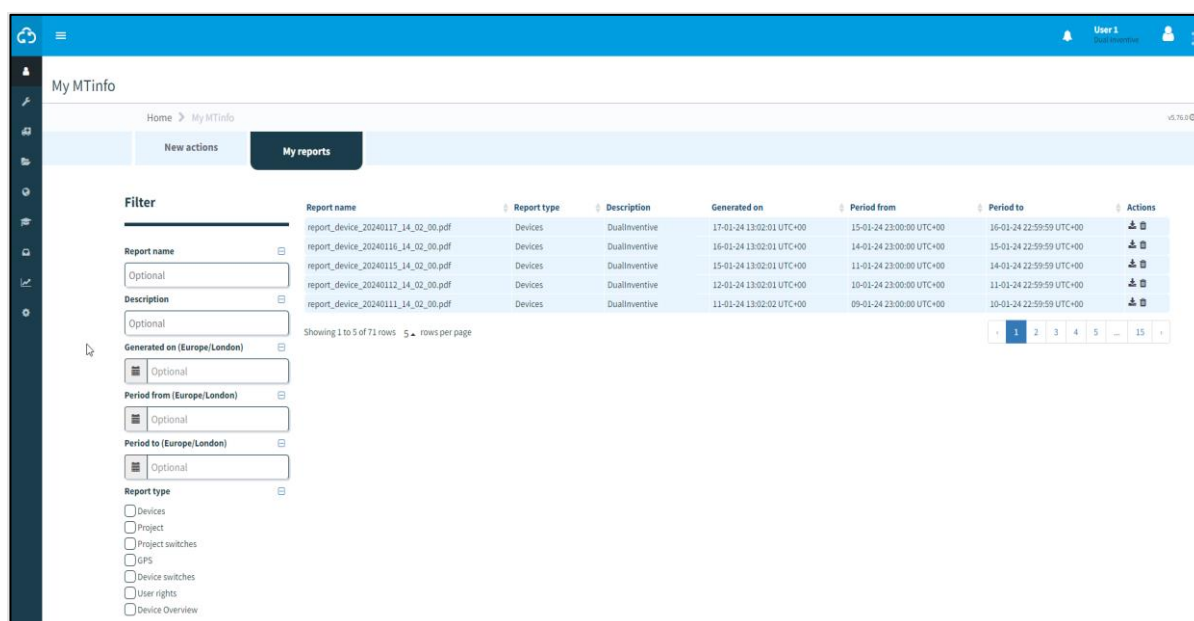 User 1
Dual Inventive
My MTinfo
Home > My MTinfo
v5.76.0
New actions
My reports
Filter
Report name
Optional
Description
Optional
Generated on (Europe/London)
Optional
Period from (Europe/London)
Optional
Period to (Europe/London)
Optional
Report type
Devices
Project
Project switches
GPS
Device switches
User rights
Device Overview
Report name Report type Description Generated on Period from Period to Actions
report_device_20240117_14_02_00.pdf Devices DualInventive 17-01-24 13:02:01 UTC+00 15-01-24 23:00:00 UTC+00 16-01-24 22:59:59 UTC+00
report_device_20240116_14_02_00.pdf Devices DualInventive 16-01-24 13:02:01 UTC+00 14-01-24 23:00:00 UTC+00 15-01-24 22:59:59 UTC+00
report_device_20240115_14_02_00.pdf Devices DualInventive 15-01-24 13:02:01 UTC+00 11-01-24 23:00:00 UTC+00 14-01-24 22:59:59 UTC+00
report_device_20240112_14_02_00.pdf Devices DualInventive 12-01-24 13:02:01 UTC+00 10-01-24 23:00:00 UTC+00 11-01-24 22:59:59 UTC+00
report_device_20240111_14_02_00.pdf Devices DualInventive 11-01-24 13:02:02 UTC+00 09-01-24 23:00:00 UTC+00 10-01-24 22:59:59 UTC+00
Showing 1 to 5 of 71 rows 5 rows per page
‹ 1 2 3 4 5 ... 15 ›